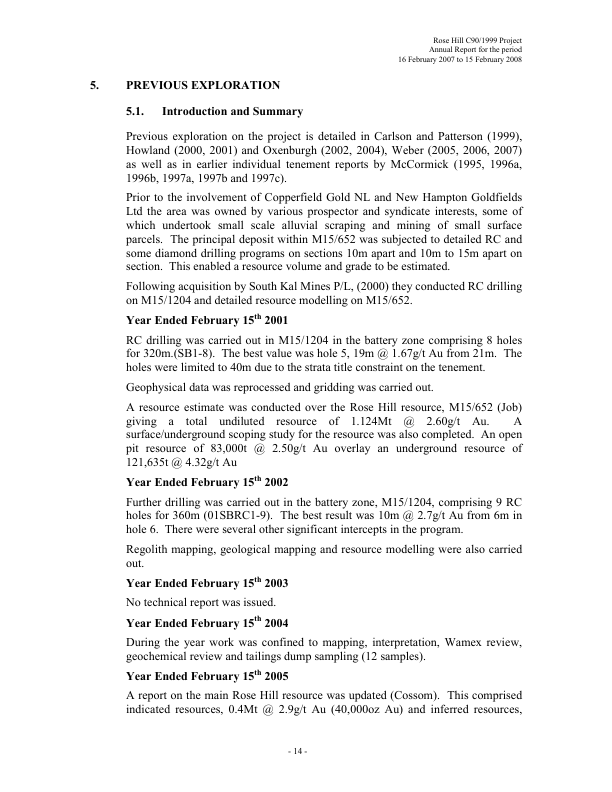 Rose Hill C90/1999 Project
Annual Report for the period
16 February 2007 to 15 February 2008
5. PREVIOUS EXPLORATION
5.1. Introduction and Summary
Previous exploration on the project is detailed in Carlson and Patterson (1999),
Howland (2000, 2001) and Oxenburgh (2002, 2004), Weber (2005, 2006, 2007)
as well as in earlier individual tenement reports by McCormick (1995, 1996a,
1996b, 1997a, 1997b and 1997c).
Prior to the involvement of Copperfield Gold NL and New Hampton Goldfields
Ltd the area was owned by various prospector and syndicate interests, some of
which undertook small scale alluvial scraping and mining of small surface
parcels. The principal deposit within M15/652 was subjected to detailed RC and
some diamond drilling programs on sections 10m apart and 10m to 15m apart on
section. This enabled a resource volume and grade to be estimated.
Following acquisition by South Kal Mines P/L, (2000) they conducted RC drilling
on M15/1204 and detailed resource modelling on M15/652.
Year Ended February 15th 2001
RC drilling was carried out in M15/1204 in the battery zone comprising 8 holes
for 320m.(SB1-8). The best value was hole 5, 19m @ 1.67g/t Au from 21m. The
holes were limited to 40m due to the strata title constraint on the tenement.
Geophysical data was reprocessed and gridding was carried out.
A resource estimate was conducted over the Rose Hill resource, M15/652 (Job)
giving a total undiluted resource of 1.124Mt @ 2.60g/t Au. A
surface/underground scoping study for the resource was also completed. An open
pit resource of 83,000t @ 2.50g/t Au overlay an underground resource of
121,635t @ 4.32g/t Au
Year Ended February 15th 2002
Further drilling was carried out in the battery zone, M15/1204, comprising 9 RC
holes for 360m (01SBRC1-9). The best result was 10m @ 2.7g/t Au from 6m in
hole 6. There were several other significant intercepts in the program.
Regolith mapping, geological mapping and resource modelling were also carried
out.
Year Ended February 15th 2003
No technical report was issued.
Year Ended February 15th 2004
During the year work was confined to mapping, interpretation, Wamex review,
geochemical review and tailings dump sampling (12 samples).
Year Ended February 15th 2005
A report on the main Rose Hill resource was updated (Cossom). This comprised
indicated resources, 0.4Mt @ 2.9g/t Au (40,000oz Au) and inferred resources,
- 14 -